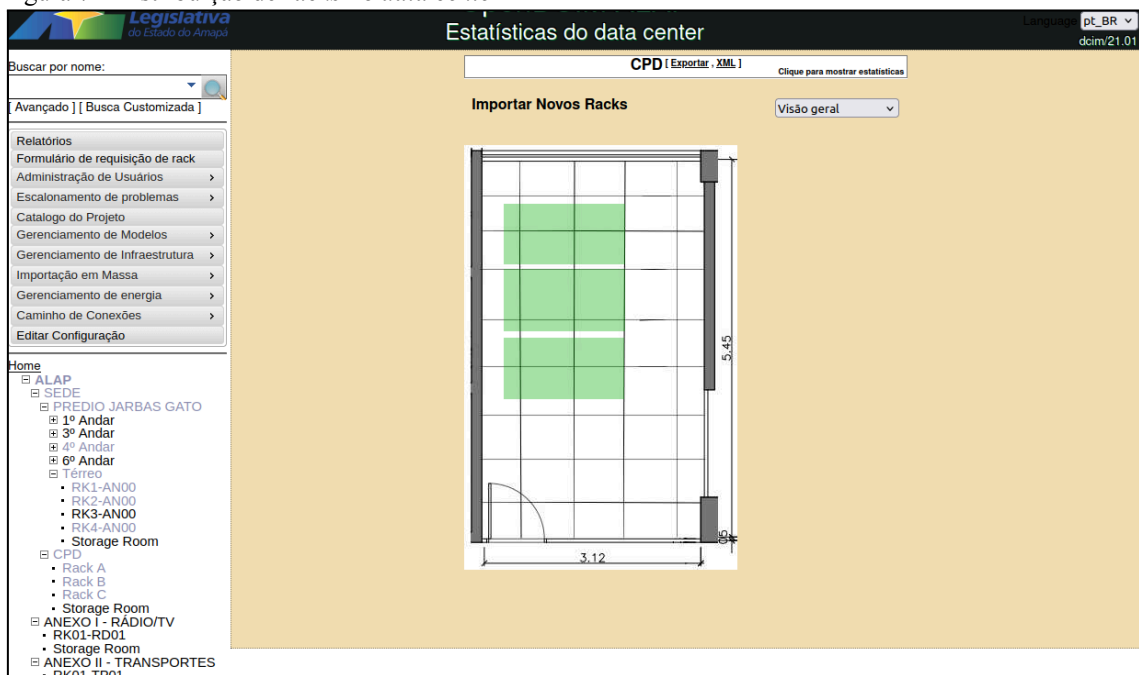 Legislativa
do Estado do Amapá
Estatísticas do data center
Language pt_BR
dcim/21.01
Buscar por nome:
[ Avançado ] [ Busca Customizada ]
Relatórios
Formulário de requisição de rack
Administração de Usuários
Escalonamento de problemas
Catalogo do Projeto
Gerenciamento de Modelos
Gerenciamento de Infraestrutura
Importação em Massa
Gerenciamento de energia
Caminho de Conexões
Editar Configuração
Home
ALAP
SEDE
PREDIO JARBAS GATO
1º Andar
3º Andar
4º Andar
6º Andar
Térreo
RK1-AN00
RK2-AN00
RK3-AN00
RK4-AN00
Storage Room
CPD
Rack A
Rack B
Rack C
Storage Room
ANEXO I - RÁDIO/TV
RK01-RD01
Storage Room
ANEXO II - TRANSPORTES
RK01-TP01
CPD [ Exportar , XML ]
Clique para mostrar estatísticas
Importar Novos Racks
Visão geral
5.45
3.12